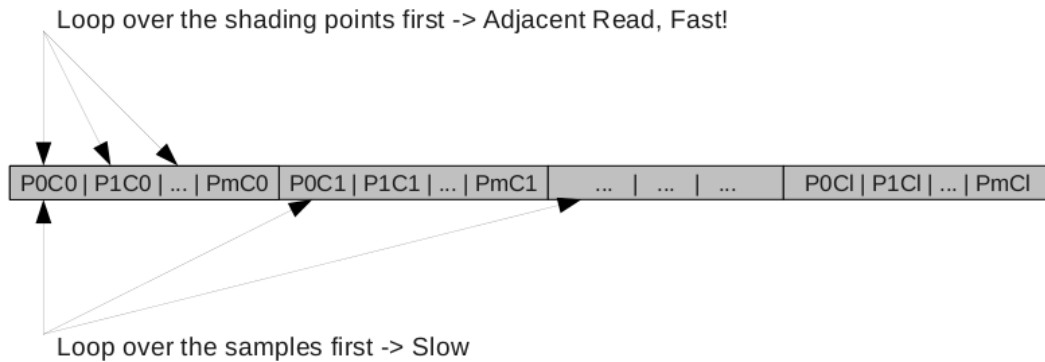 Loop over the shading points first -> Adjacent Read, Fast!
P0C0 | P1C0 | ... | PmC0 P0C1 | P1C1 | ... | PmC1 ... | ... | ... P0Cl | P1Cl | ... | PmCl
Loop over the samples first -> Slow